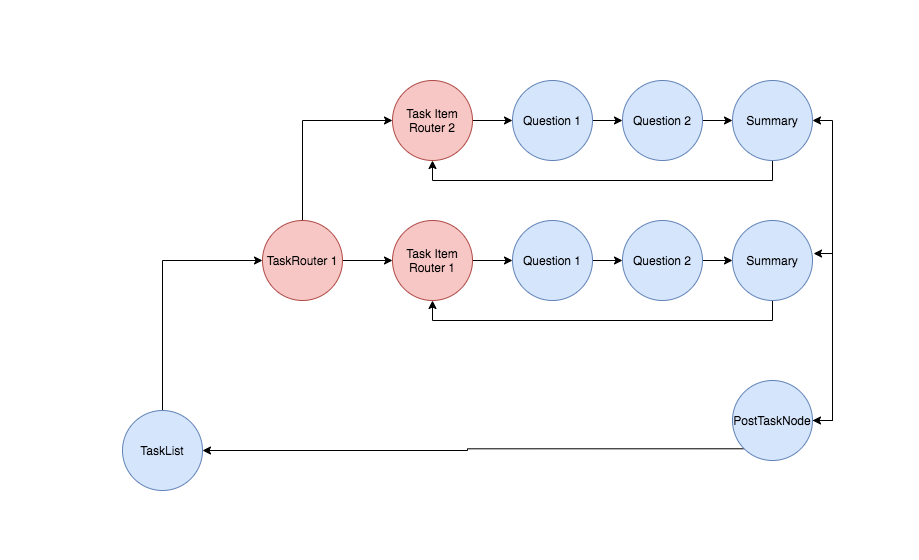 Task Item
Router 2
Question 1
Question 2
Summary
TaskRouter 1
Task Item
Router 1
Question 1
Question 2
Summary
PostTaskNode
TaskList